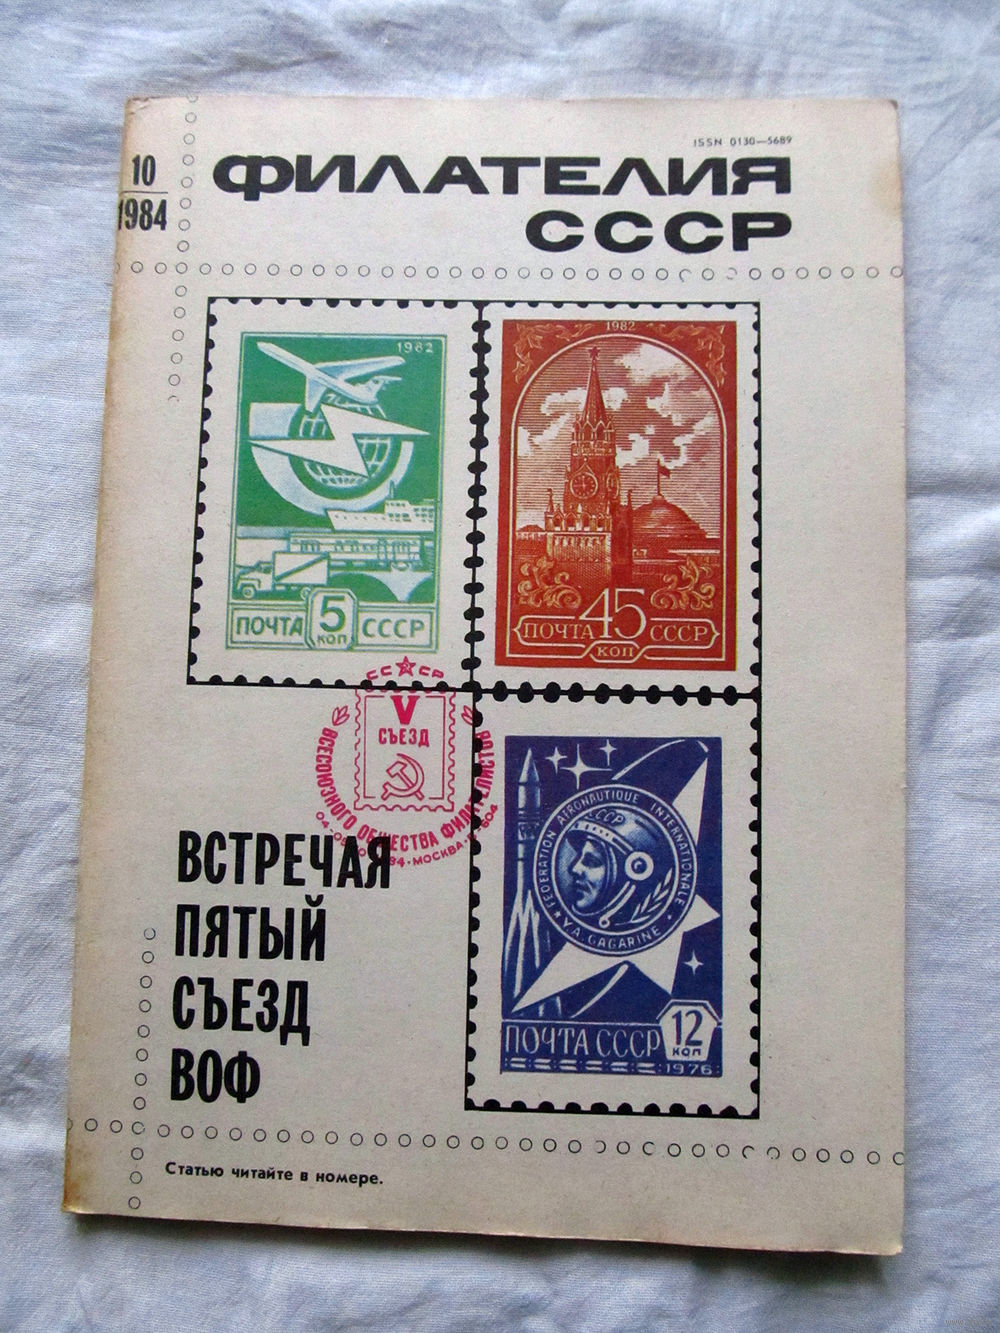 ISSN 0130—5689
10
1984
ФИЛАТЕЛИЯ
СССР
1982
ПОЧТА 5 КОП СССР
1982
ПОЧТА 45 КОП СССР
СССР
V
СЪЕЗД
ВСЕСОЮЗНОГО ОБЩЕСТВА ФИЛАТЕЛИСТОВ
МОСКВА
FEDERATION AERONAUTIQUE INTERNATIONALE
СССР
Y.A. GAGARINE
ПОЧТА СССР 12 КОП
1976
ВСТРЕЧАЯ
ПЯТЫЙ
СЪЕЗД
ВОФ
Статью читайте в номере.